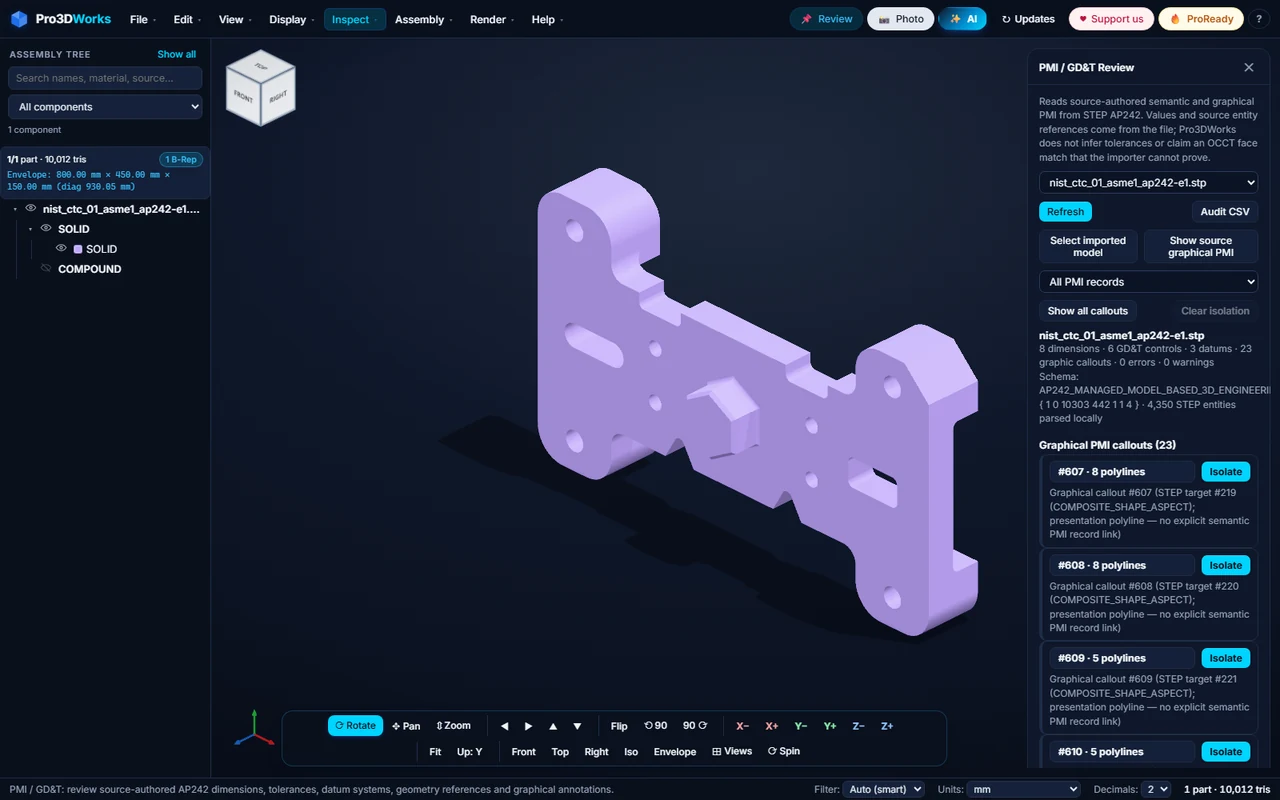 Pro3DWorks File Edit View Display Inspect Assembly Render Help Review Photo AI Updates Support us ProReady ?
ASSEMBLY TREE Show all
Search names, material, source...
All components
1 component
1/1 part · 10,012 tris 1 B-Rep
Envelope: 800.00 mm × 450.00 mm ×
150.00 mm (diag 930.05 mm)
nist_ctc_01_asme1_ap242-e1....
SOLID
SOLID
COMPOUND
TOP
FRONT RIGHT
PMI / GD&T Review
Reads source-authored semantic and graphical
PMI from STEP AP242. Values and source entity
references come from the file; Pro3DWorks
does not infer tolerances or claim an OCCT face
match that the importer cannot prove.
nist_ctc_01_asme1_ap242-e1.stp
Refresh Audit CSV
Select imported
model
Show source
graphical PMI
All PMI records
Show all callouts Clear isolation
nist_ctc_01_asme1_ap242-e1.stp
8 dimensions · 6 GD&T controls · 3 datums · 23
graphic callouts · 0 errors · 0 warnings
Schema:
AP242_MANAGED_MODEL_BASED_3D_ENGINEERI
{ 1 0 10303 442 1 1 4 } · 4,350 STEP entities
parsed locally
Graphical PMI callouts (23)
#607 · 8 polylines Isolate
Graphical callout #607 (STEP target #219
(COMPOSITE_SHAPE_ASPECT);
presentation polyline — no explicit semantic
PMI record link)
#608 · 8 polylines Isolate
Graphical callout #608 (STEP target #220
(COMPOSITE_SHAPE_ASPECT);
presentation polyline — no explicit semantic
PMI record link)
#609 · 5 polylines Isolate
Graphical callout #609 (STEP target #221
(COMPOSITE_SHAPE_ASPECT);
presentation polyline — no explicit semantic
PMI record link)
#610 · 5 polylines Isolate
Rotate Pan Zoom Flip 90 90 X− X+ Y− Y+ Z− Z+
Fit Up: Y Front Top Right Iso Envelope Views Spin
PMI / GD&T: review source-authored AP242 dimensions, tolerances, datum systems, geometry references and graphical annotations. Filter: Auto (smart) Units: mm Decimals: 2 1 part · 10,012 tris